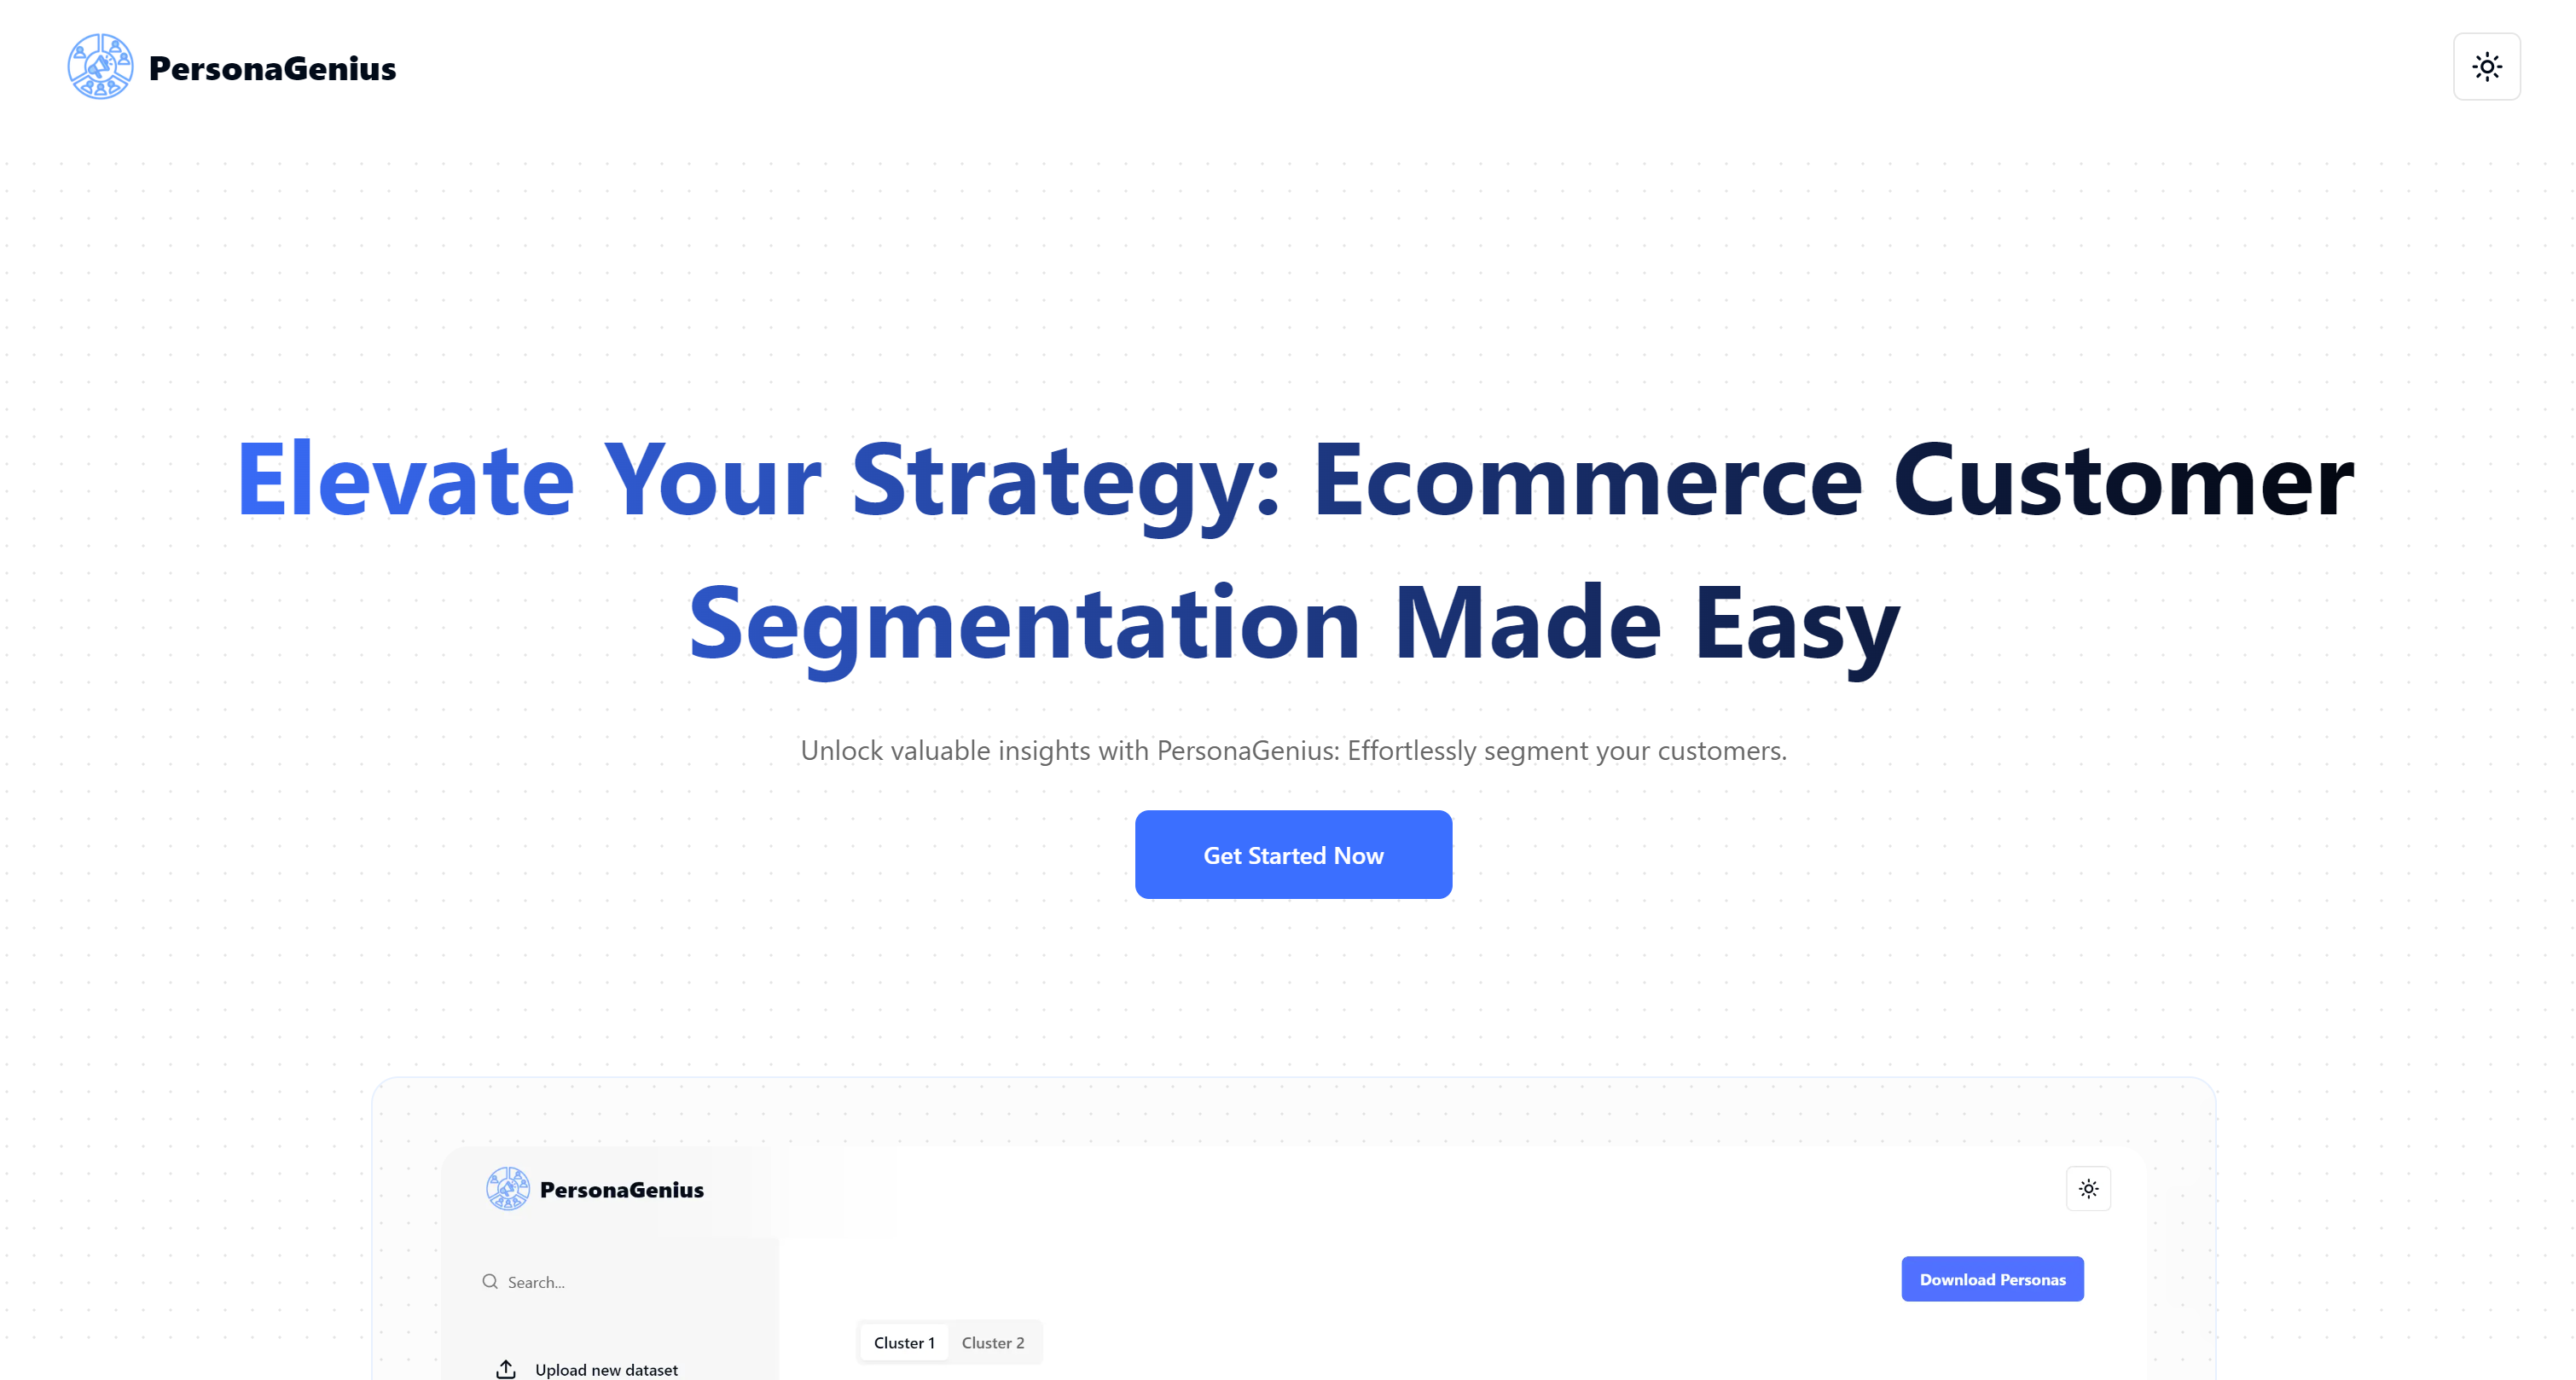 PersonaGenius
Elevate Your Strategy: Ecommerce Customer
Segmentation Made Easy
Unlock valuable insights with PersonaGenius: Effortlessly segment your customers.
Get Started Now
PersonaGenius
Search...
Download Personas
Cluster 1 Cluster 2
Upload new dataset